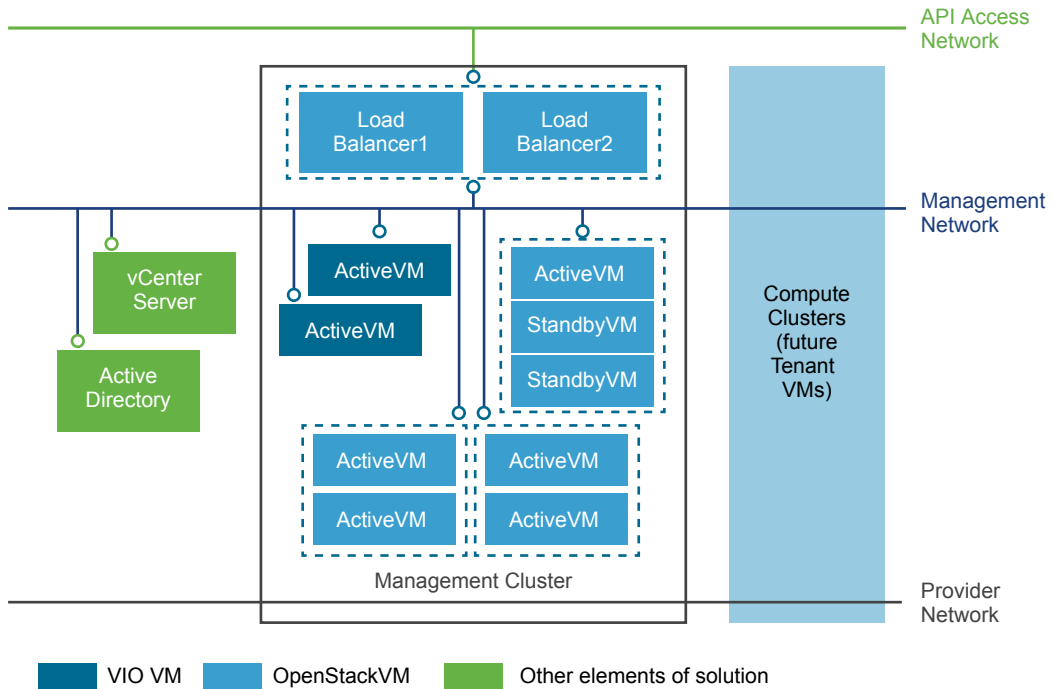 API Access
Network
Load
Balancer1
Load
Balancer2
Management
Network
vCenter
Server
Active
Directory
ActiveVM
ActiveVM
ActiveVM
StandbyVM
StandbyVM
ActiveVM
ActiveVM
ActiveVM
ActiveVM
Management Cluster
Compute
Clusters
(future
Tenant
VMs)
Provider
Network
VIO VM
OpenStackVM
Other elements of solution